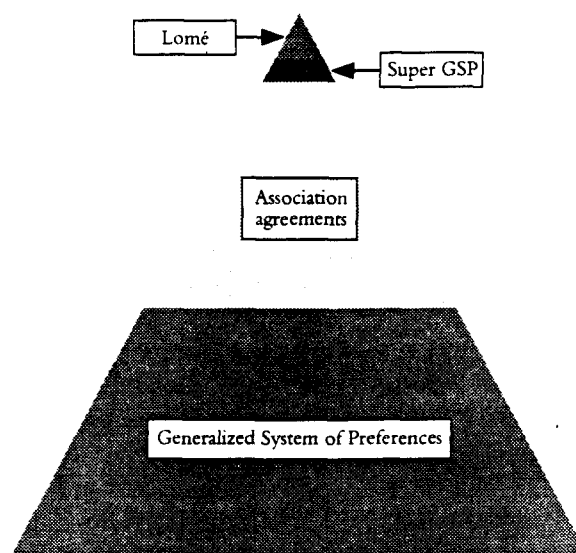 Lomé
Super GSP
Association
agreements
Generalized System of Preferences